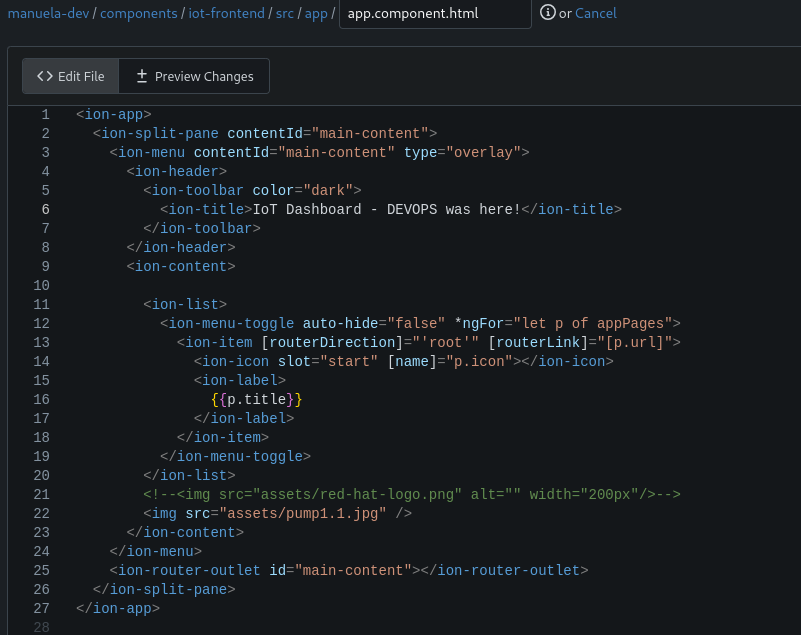 manuela-dev / components / iot-frontend / src / app / app.component.html or Cancel
Edit File Preview Changes
1 <ion-app>
2 <ion-split-pane contentId="main-content">
3 <ion-menu contentId="main-content" type="overlay">
4 <ion-header>
5 <ion-toolbar color="dark">
6 <ion-title>IoT Dashboard - DEVOPS was here!</ion-title>
7 </ion-toolbar>
8 </ion-header>
9 <ion-content>
10
11 <ion-list>
12 <ion-menu-toggle auto-hide="false" *ngFor="let p of appPages">
13 <ion-item [routerDirection]="'root'" [routerLink]="[p.url]">
14 <ion-icon slot="start" [name]="p.icon"></ion-icon>
15 <ion-label>
16 {{p.title}}
17 </ion-label>
18 </ion-item>
19 </ion-menu-toggle>
20 </ion-list>
21 <!--<img src="assets/red-hat-logo.png" alt="" width="200px"/>-->
22 <img src="assets/pump1.1.jpg" />
23 </ion-content>
24 </ion-menu>
25 <ion-router-outlet id="main-content"></ion-router-outlet>
26 </ion-split-pane>
27 </ion-app>
28